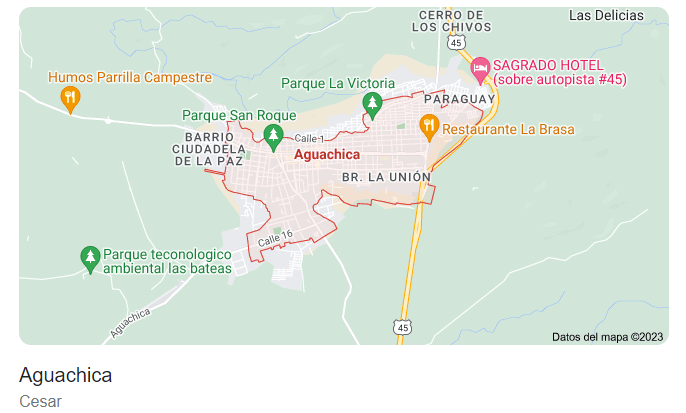 CERRO DE
LOS CHIVOS
Las Delicias
45
Humos Parrilla Campestre
SAGRADO HOTEL
(sobre autopista #45)
Parque La Victoria
PARAGUAY
Parque San Roque
Restaurante La Brasa
BARRIO
CIUDADELA
DE LA PAZ
Calle 1
Aguachica
BR. LA UNIÓN
Calle 16
Parque teconologico
ambiental las bateas
Aguachica
45
Datos del mapa ©2023
Aguachica
Cesar